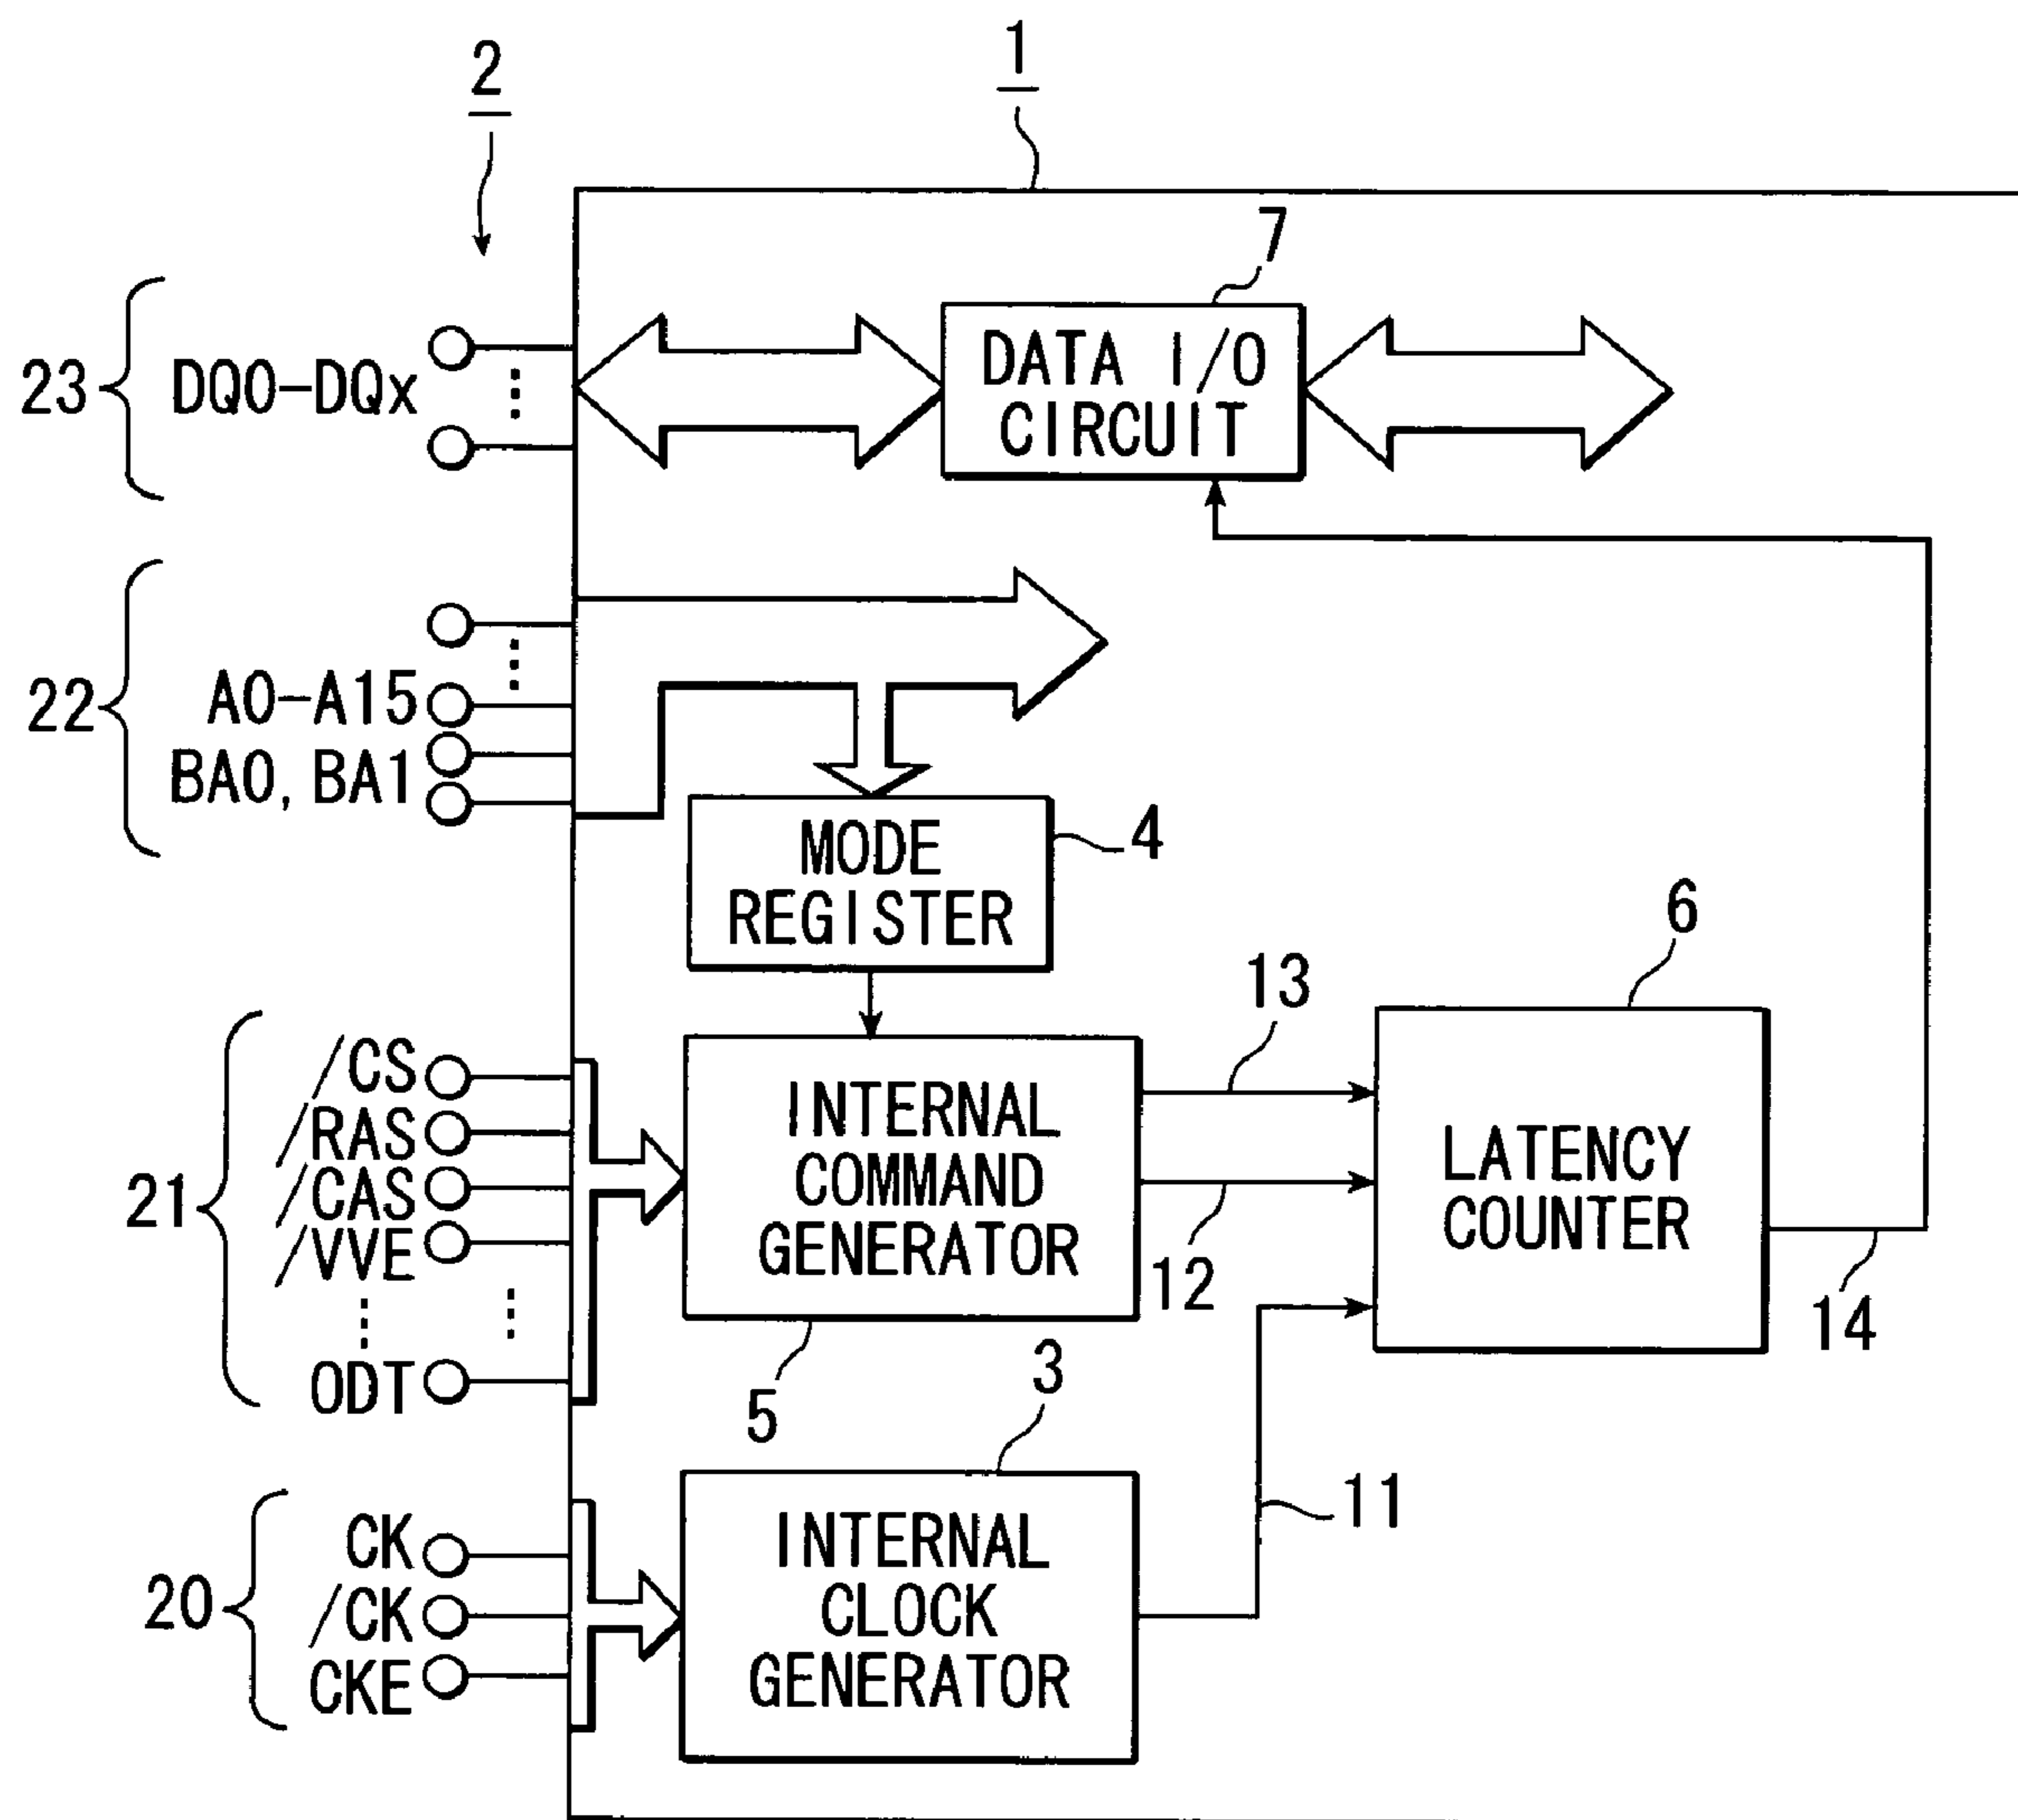 1
2
7
23
DQ0-DQx
DATA I/O
CIRCUIT
22
A0-A15
BA0, BA1
MODE
REGISTER
4
6
13
21
/CS
/RAS
/CAS
/VVE
ODT
INTERNAL
COMMAND
GENERATOR
LATENCY
COUNTER
12
14
5
3
11
20
CK
/CK
CKE
INTERNAL
CLOCK
GENERATOR